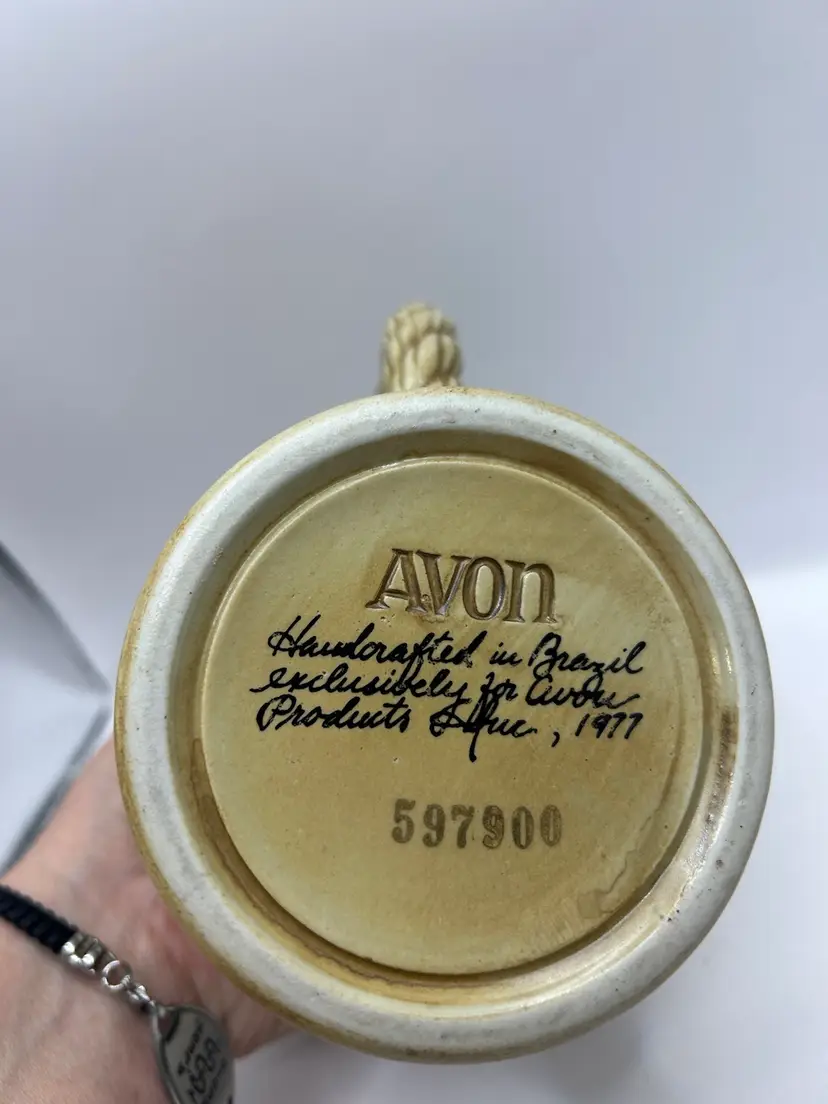 AVON
Handcrafted in Brazil
exclusively for Avon
Products Inc., 1977
597900